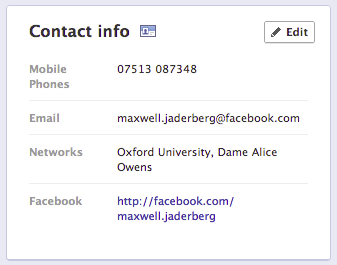 Contact info
Edit
Mobile Phones 07513 087348
Email maxwell.jaderberg@facebook.com
Networks Oxford University, Dame Alice
Owens
Facebook http://facebook.com/
maxwell.jaderberg